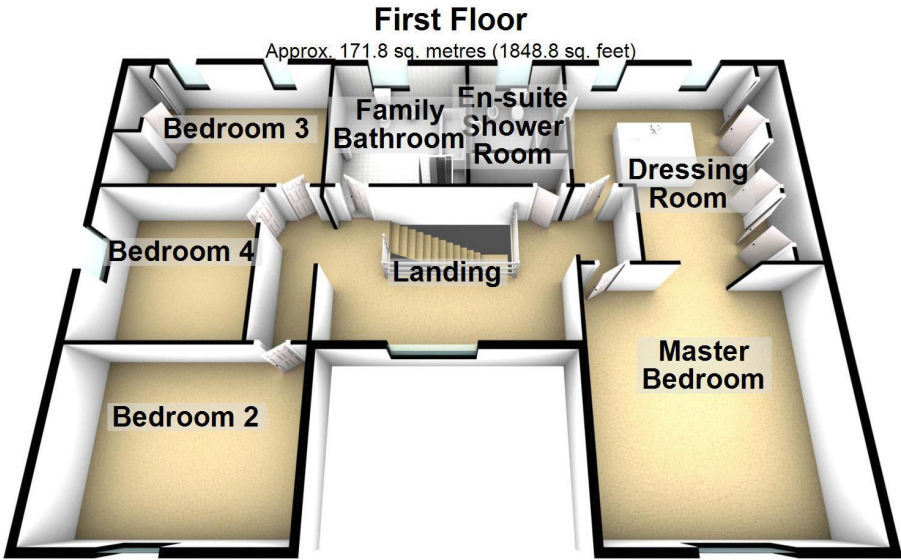 First Floor
Approx. 171.8 sq. metres (1848.8 sq. feet)
Bedroom 3
Family
Bathroom
En-suite
Shower
Room
Dressing
Room
Bedroom 4
Landing
Master
Bedroom
Bedroom 2